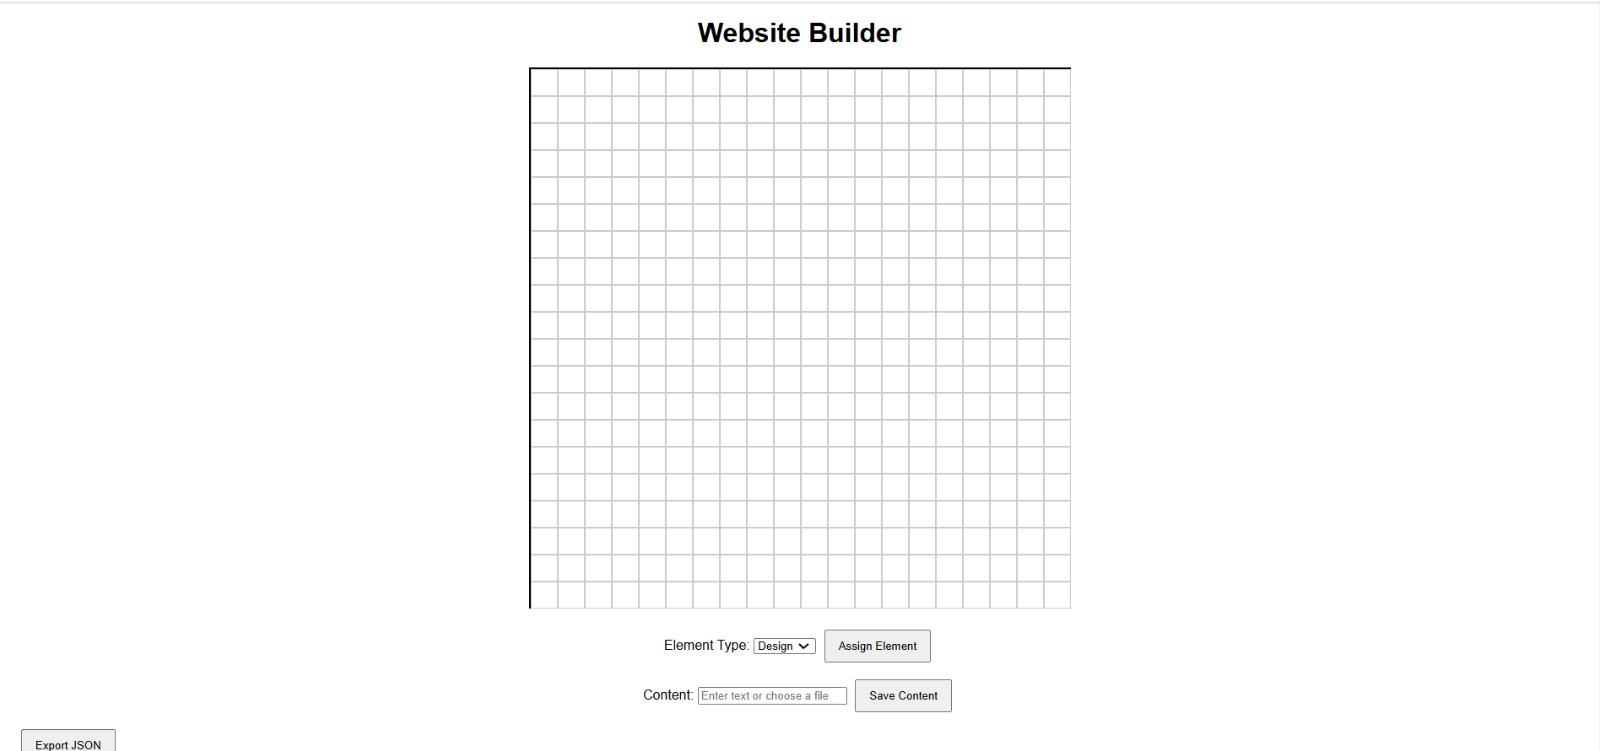 Website Builder
Element Type: Design Assign Element
Content: Enter text or choose a file Save Content
Export JSON